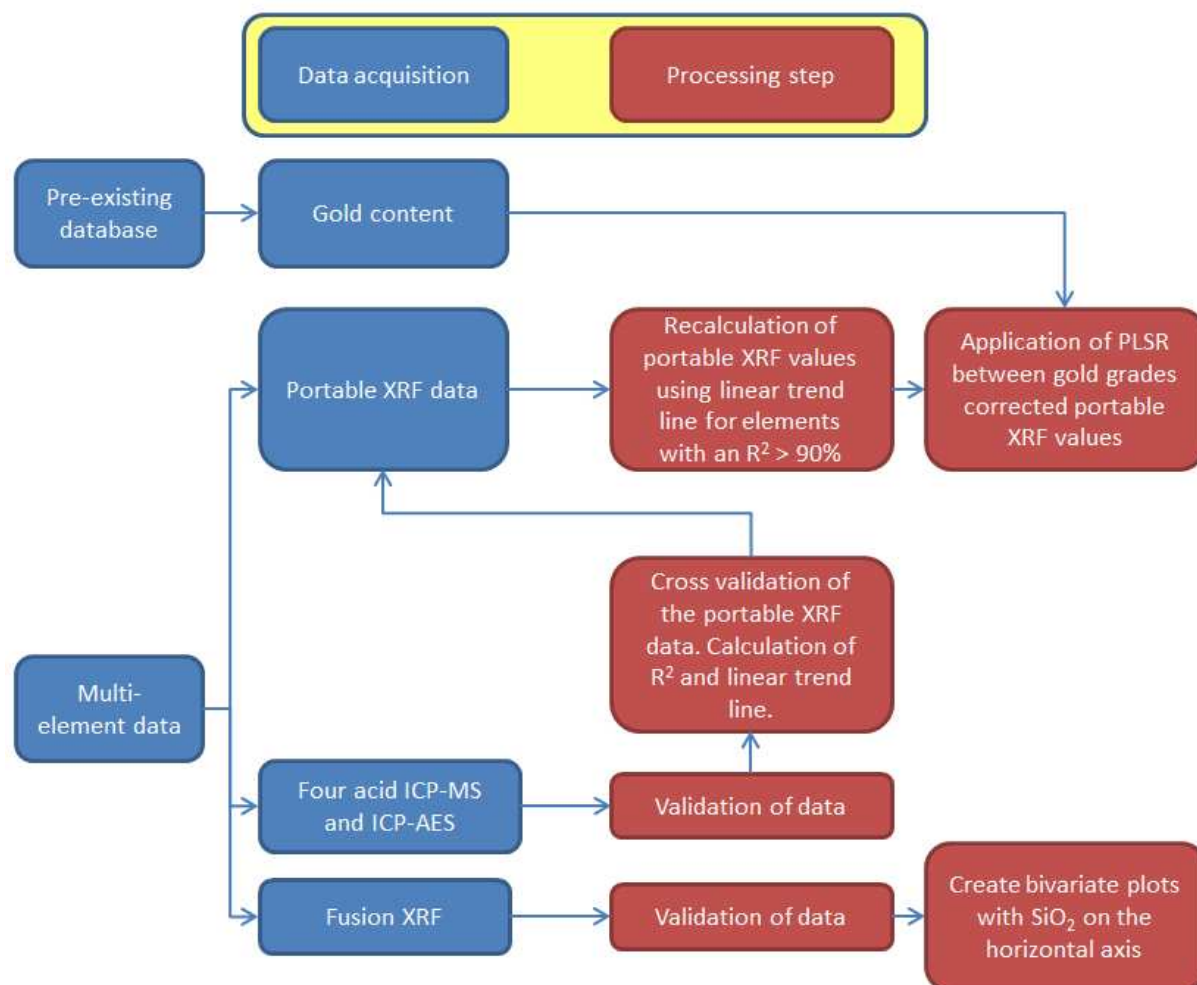 Data acquisition
Processing step
Pre-existing
database
Gold content
Portable XRF data
Recalculation of
portable XRF values
using linear trend
line for elements
with an R² > 90%
Application of PLSR
between gold grades
corrected portable
XRF values
Cross validation of
the portable XRF
data. Calculation of
R² and linear trend
line.
Multi-
element data
Four acid ICP-MS
and ICP-AES
Validation of data
Fusion XRF
Validation of data
Create bivariate plots
with SiO₂ on the
horizontal axis